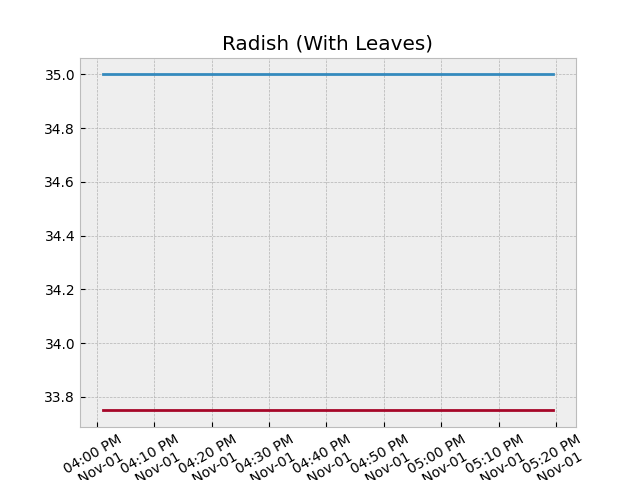 Radish (With Leaves)
35.0
34.8
34.6
34.4
34.2
34.0
33.8
04:00 PM
Nov-01
04:10 PM
Nov-01
04:20 PM
Nov-01
04:30 PM
Nov-01
04:40 PM
Nov-01
04:50 PM
Nov-01
05:00 PM
Nov-01
05:10 PM
Nov-01
05:20 PM
Nov-01